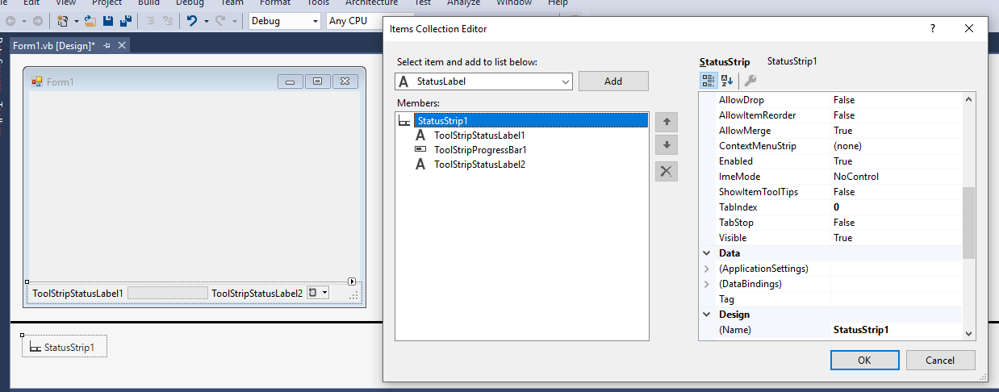 Edit View Project Build Debug Team Format Tools Architecture Test Analyze Window Help
Debug Any CPU
Form1.vb [Design]*
Form1
ToolStripStatusLabel1 ToolStripStatusLabel2
StatusStrip1
Items Collection Editor
Select item and add to list below:
StatusLabel Add
Members:
StatusStrip1
ToolStripStatusLabel1
ToolStripProgressBar1
ToolStripStatusLabel2
StatusStrip StatusStrip1
AllowDrop False
AllowItemReorder False
AllowMerge True
ContextMenuStrip (none)
Enabled True
ImeMode NoControl
ShowItemToolTips False
TabIndex 0
TabStop False
Visible True
Data
(ApplicationSettings)
(DataBindings)
Tag
Design
(Name) StatusStrip1
OK Cancel